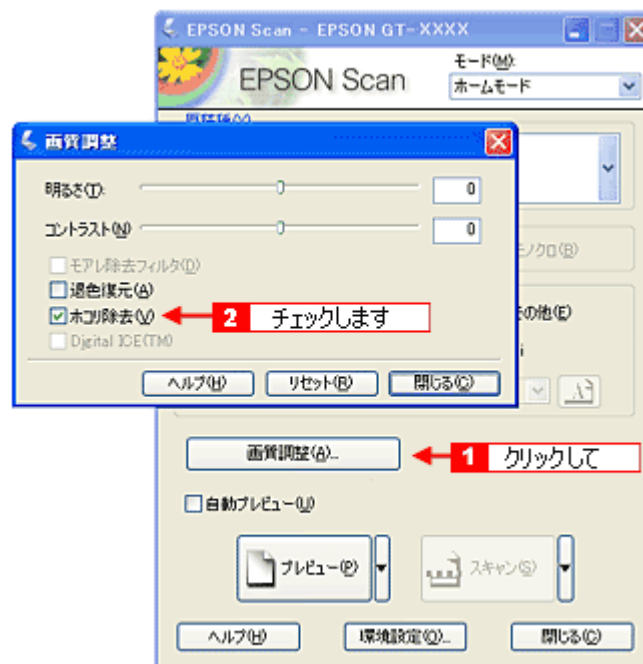 EPSON Scan - EPSON GT-XXXX
EPSON Scan
モード(M):
ホームモード
画質調整
明るさ(T):
0
コントラスト(N)
0
モアレ除去フィルタ(D)
退色復元(A)
ホコリ除去(V)
2 チェックします
Digital ICE(TM)
ヘルプ(H)
リセット(R)
閉じる(C)
モノクロ(B)
その他(E)
画質調整(A)...
1 クリックして
自動プレビュー(U)
プレビュー(P)
スキャン(S)
ヘルプ(H)
環境設定(O)...
閉じる(C)